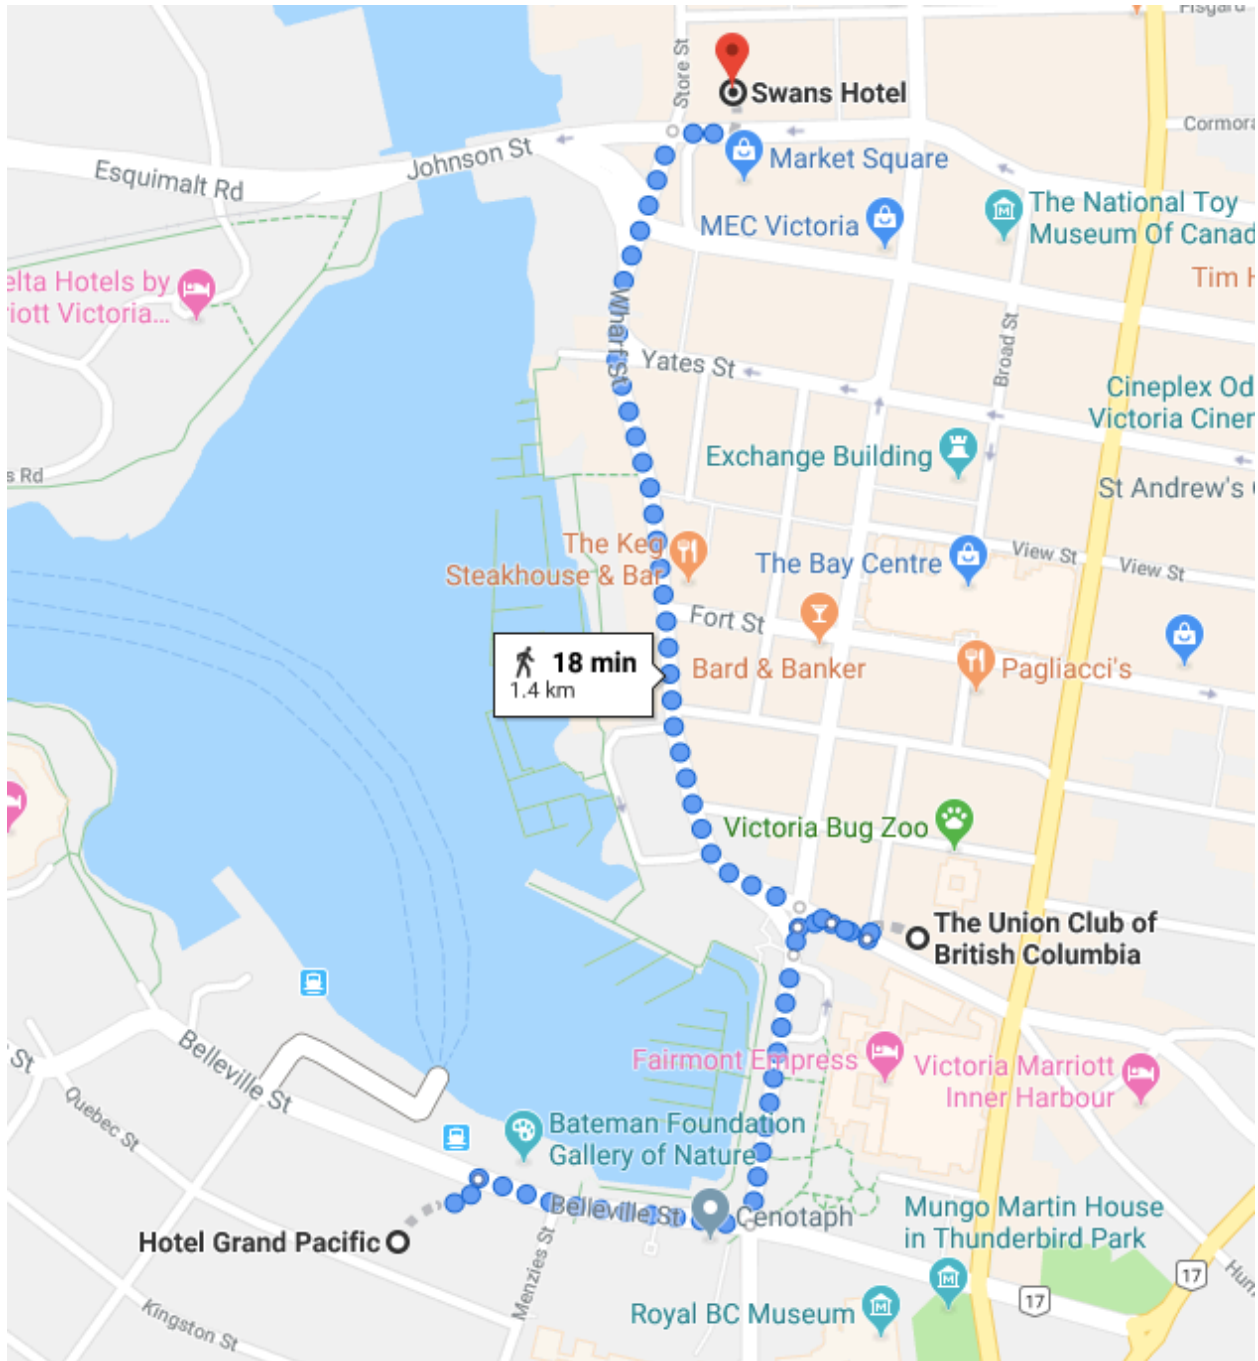 Fisgard
Store St
Swans Hotel
Cormora
Johnson St
Market Square
Esquimalt Rd
The National Toy
Museum Of Canad
MEC Victoria
elta Hotels by
riott Victoria...
Tim H
Wharf St
Broad St
Yates St
Cineplex Od
Victoria Ciner
Exchange Building
s Rd
St Andrew's C
The Keg
Steakhouse & Bar
The Bay Centre
View St
View St
Fort St
18 min
1.4 km
Bard & Banker
Pagliacci's
Victoria Bug Zoo
The Union Club of
British Columbia
Belleville St
St
Fairmont Empress
Victoria Marriott
Inner Harbour
Quebec St
Bateman Foundation
Gallery of Nature
Belleville St
Cenotaph
Mungo Martin House
in Thunderbird Park
Hotel Grand Pacific
Menzies St
17
17
Hum
Royal BC Museum
Kingston St